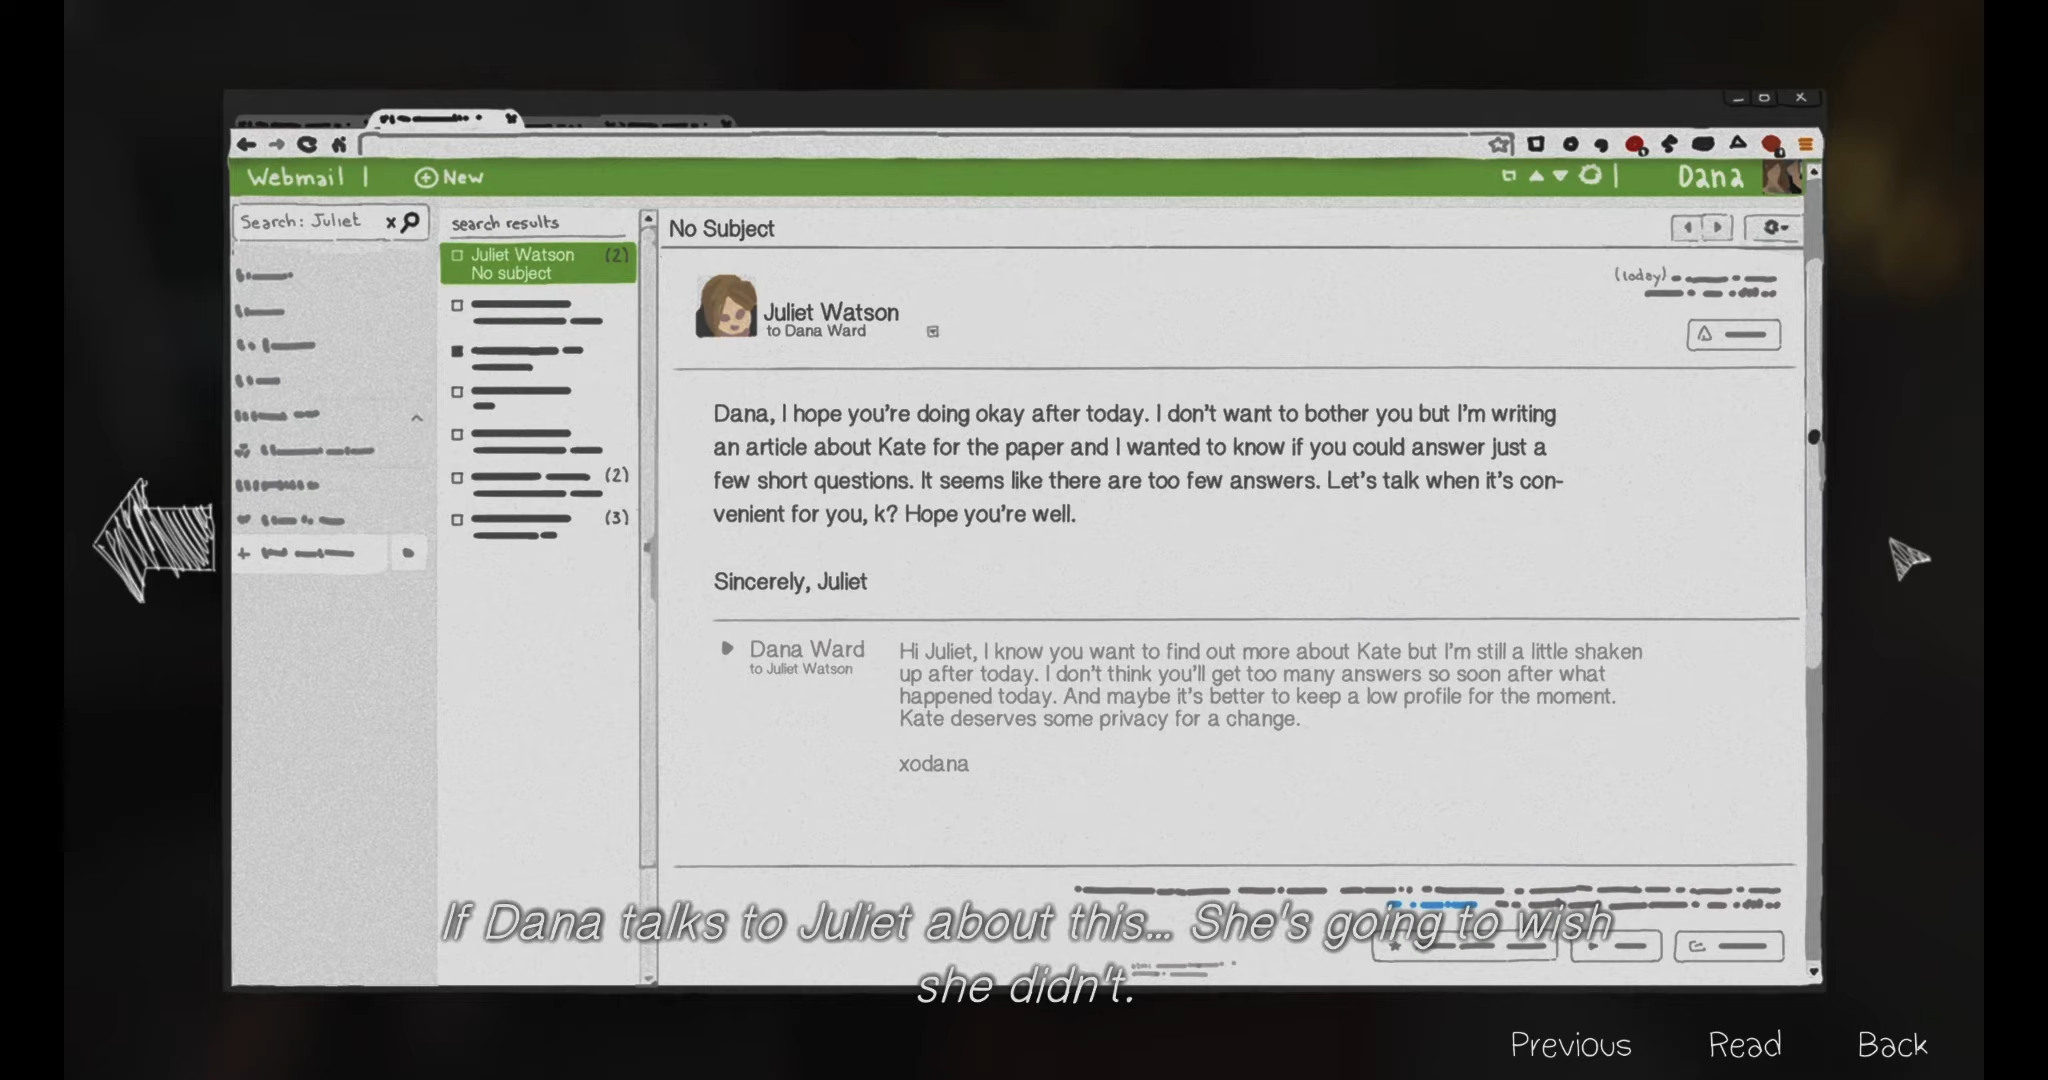 Webmail | New Dana
Search: Juliet x
search results
No Subject
Juliet Watson (2)
No subject
(today)
Juliet Watson
to Dana Ward
Dana, I hope you're doing okay after today. I don't want to bother you but I'm writing
an article about Kate for the paper and I wanted to know if you could answer just a
few short questions. It seems like there are too few answers. Let's talk when it's con-
venient for you, k? Hope you're well.
(2)
(3)
Sincerely, Juliet
Dana Ward
to Juliet Watson
Hi Juliet, I know you want to find out more about Kate but I'm still a little shaken
up after today. I don't think you'll get too many answers so soon after what
happened today. And maybe it's better to keep a low profile for the moment.
Kate deserves some privacy for a change.
xodana
If Dana talks to Juliet about this... She's going to wish
she didn't.
Previous Read Back